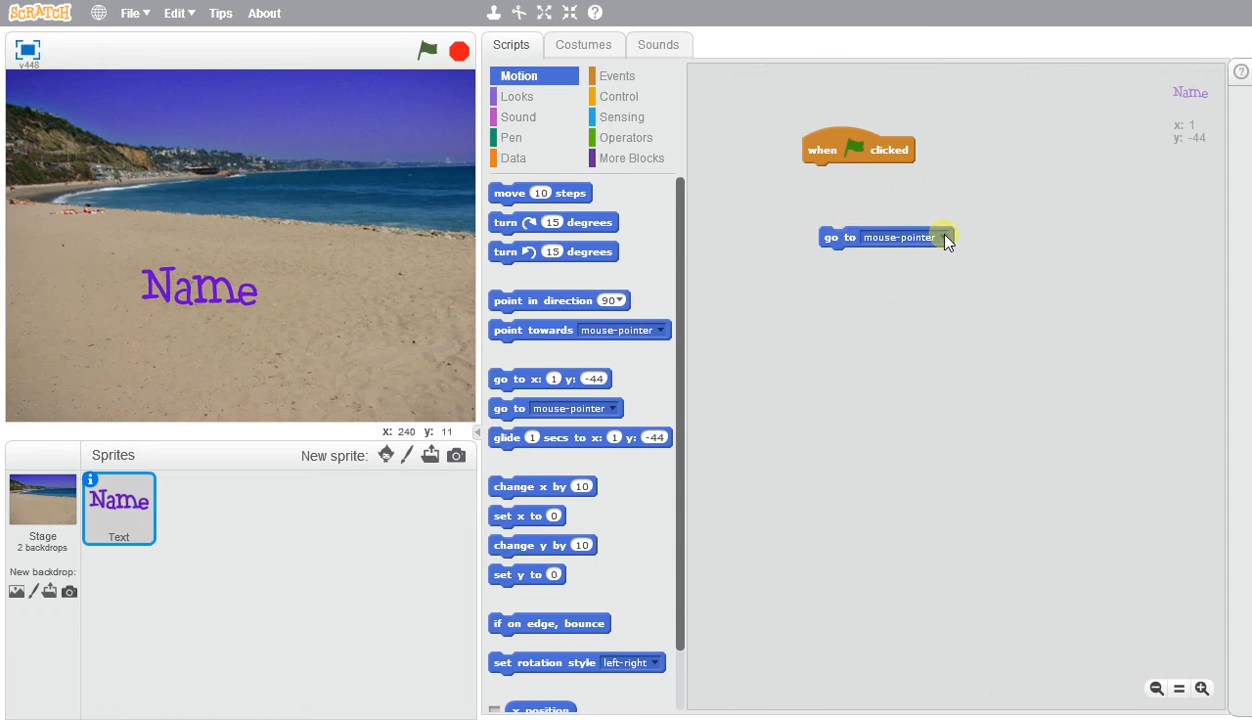 SCRATCH File Edit Tips About
v448
Scripts Costumes Sounds
Motion Events
Looks Control
Sound Sensing
Pen Operators
Data More Blocks
move 10 steps
turn 15 degrees
turn 15 degrees
point in direction 90
point towards mouse-pointer
go to x: 1 y: -44
go to mouse-pointer
glide 1 secs to x: 1 y: -44
change x by 10
set x to 0
change y by 10
set y to 0
if on edge, bounce
set rotation style left-right
x position
when clicked
go to mouse-pointer
Name
x: 1
y: -44
Name
x: 240 y: 11
Sprites New sprite:
Stage
2 backdrops
New backdrop:
Name
Text